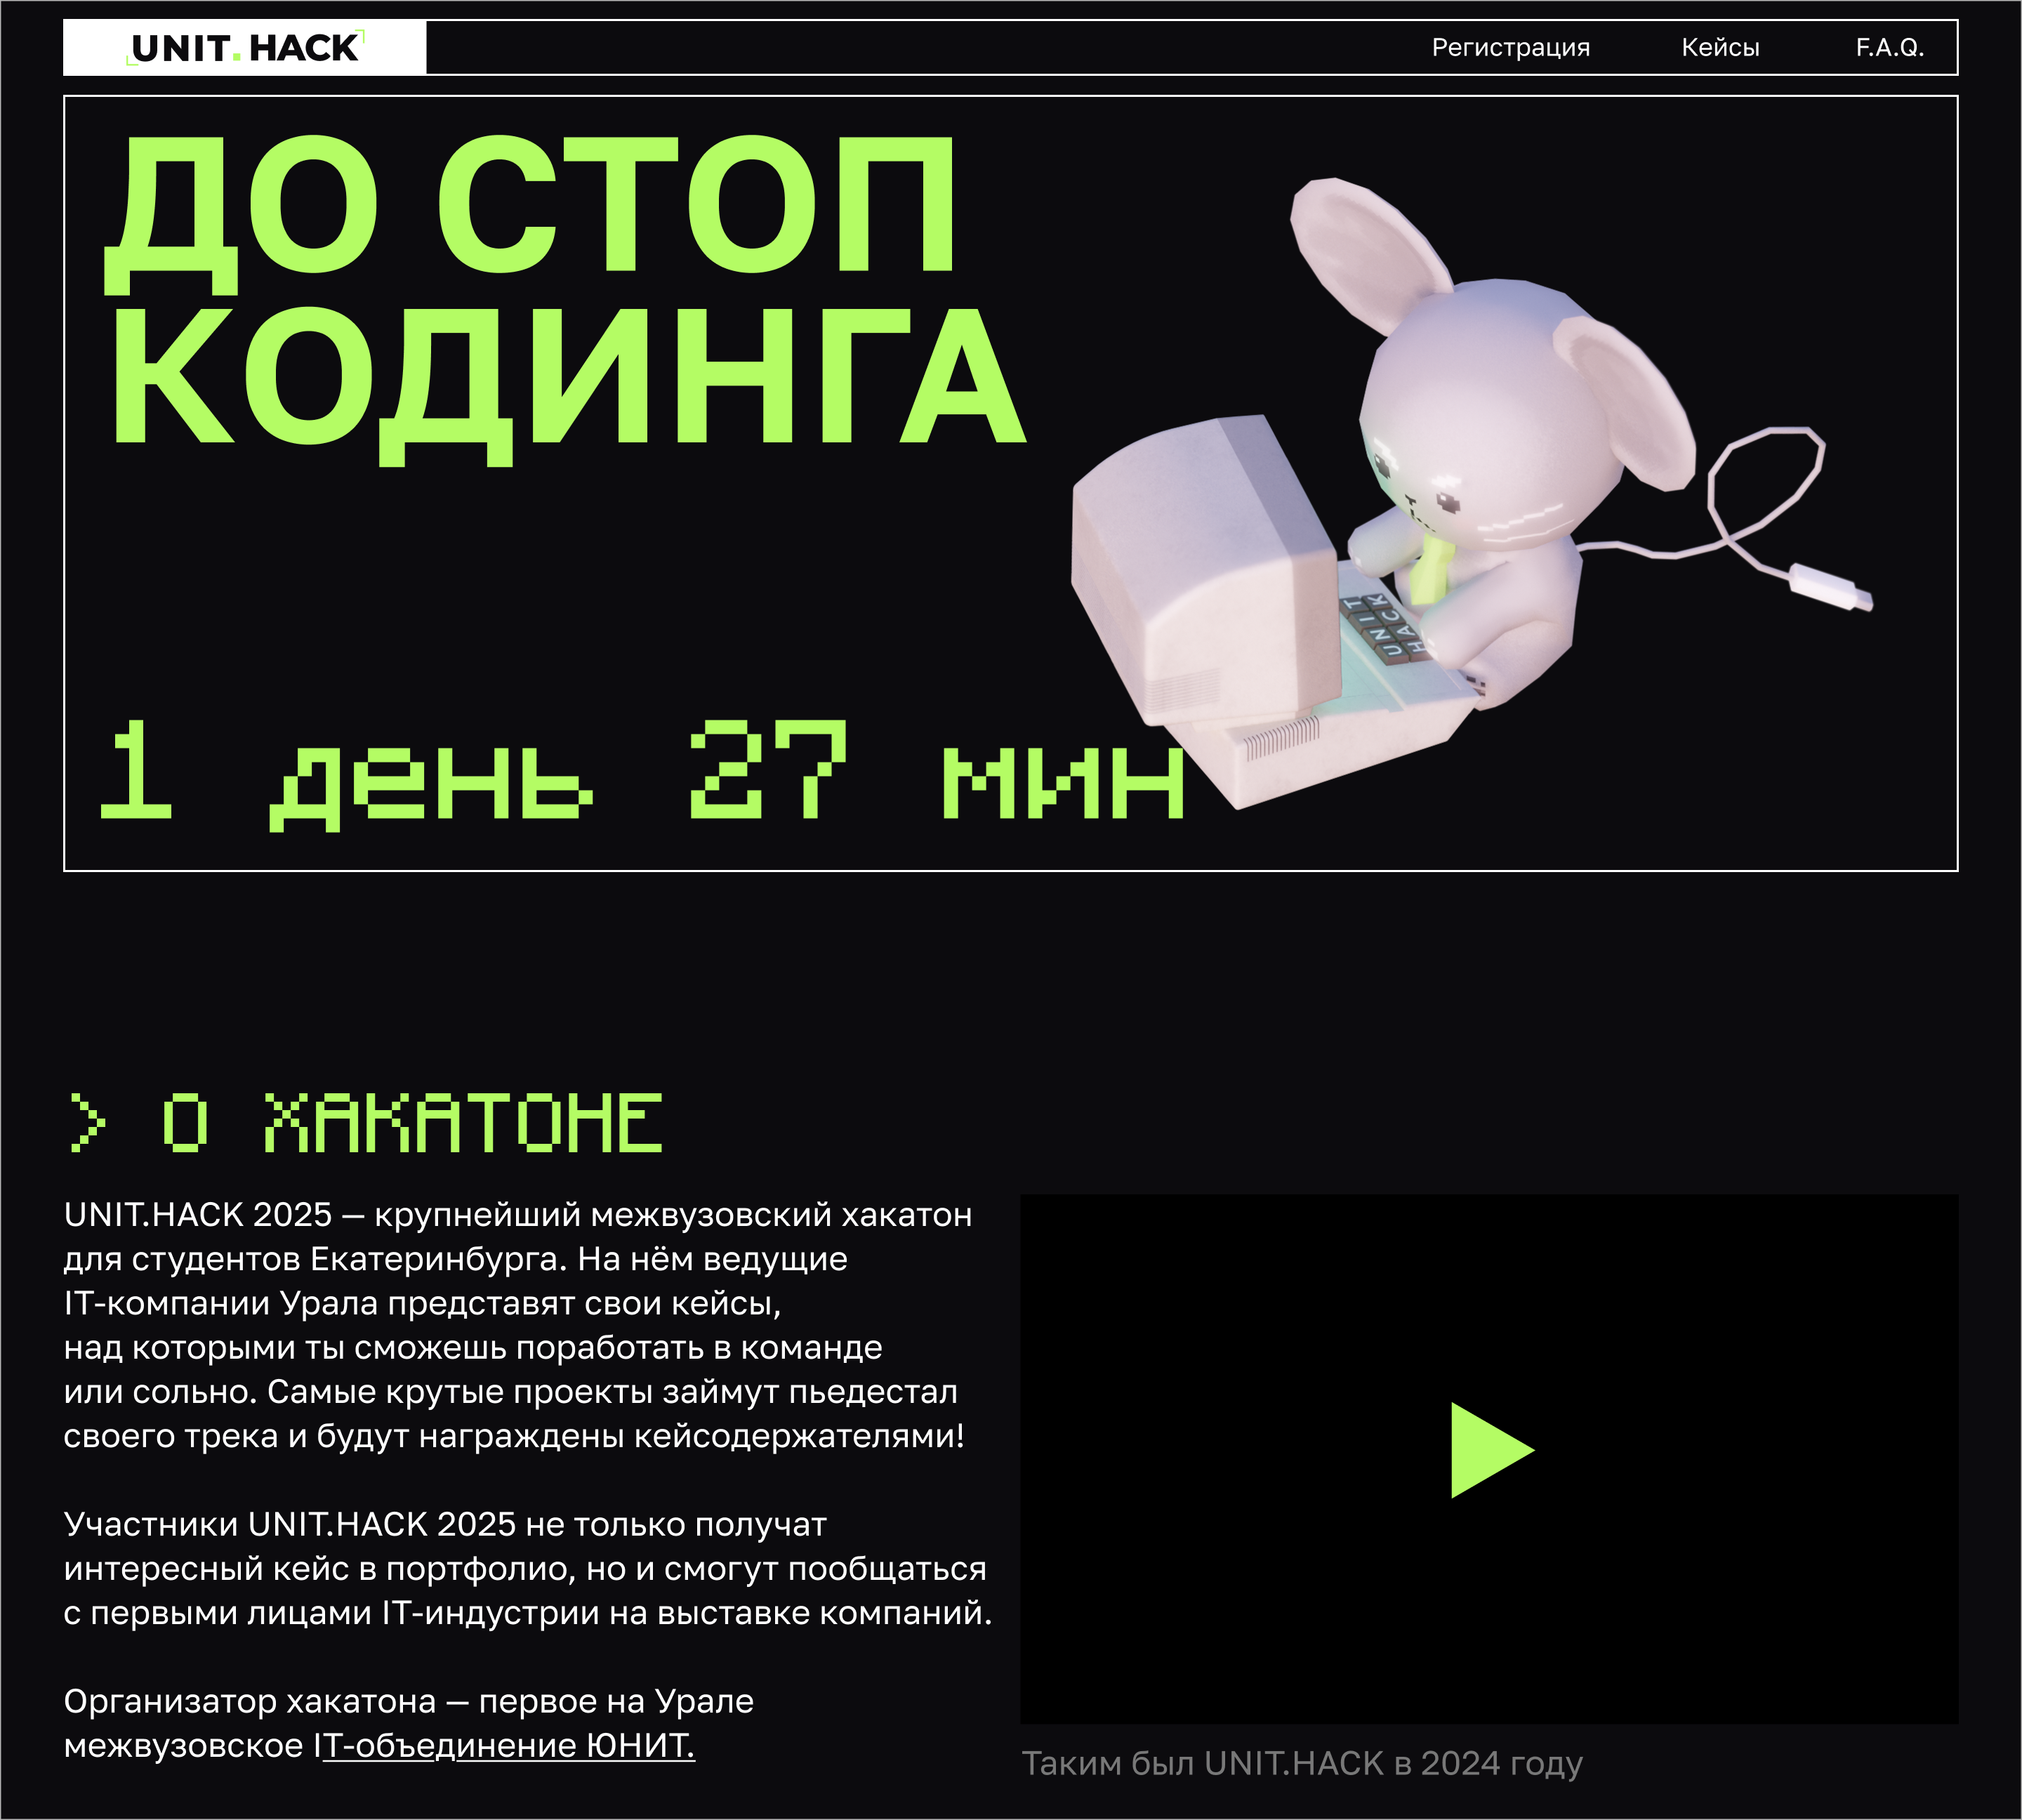 UNIT.HACK
Регистрация
Кейсы
F.A.Q.
ДО СТОП
КОДИНГА
UNIT
HACK
1 день 27 мин
> О ХАКАТОНЕ
UNIT.HACK 2025 — крупнейший межвузовский хакатон
для студентов Екатеринбурга. На нём ведущие
IT-компании Урала представят свои кейсы,
над которыми ты сможешь поработать в команде
или сольно. Самые крутые проекты займут пьедестал
своего трека и будут награждены кейсодержателями!
Участники UNIT.HACK 2025 не только получат
интересный кейс в портфолио, но и смогут пообщаться
с первыми лицами IT-индустрии на выставке компаний.
Организатор хакатона — первое на Урале
межвузовское IT-объединение ЮНИТ.
Таким был UNIT.HACK в 2024 году